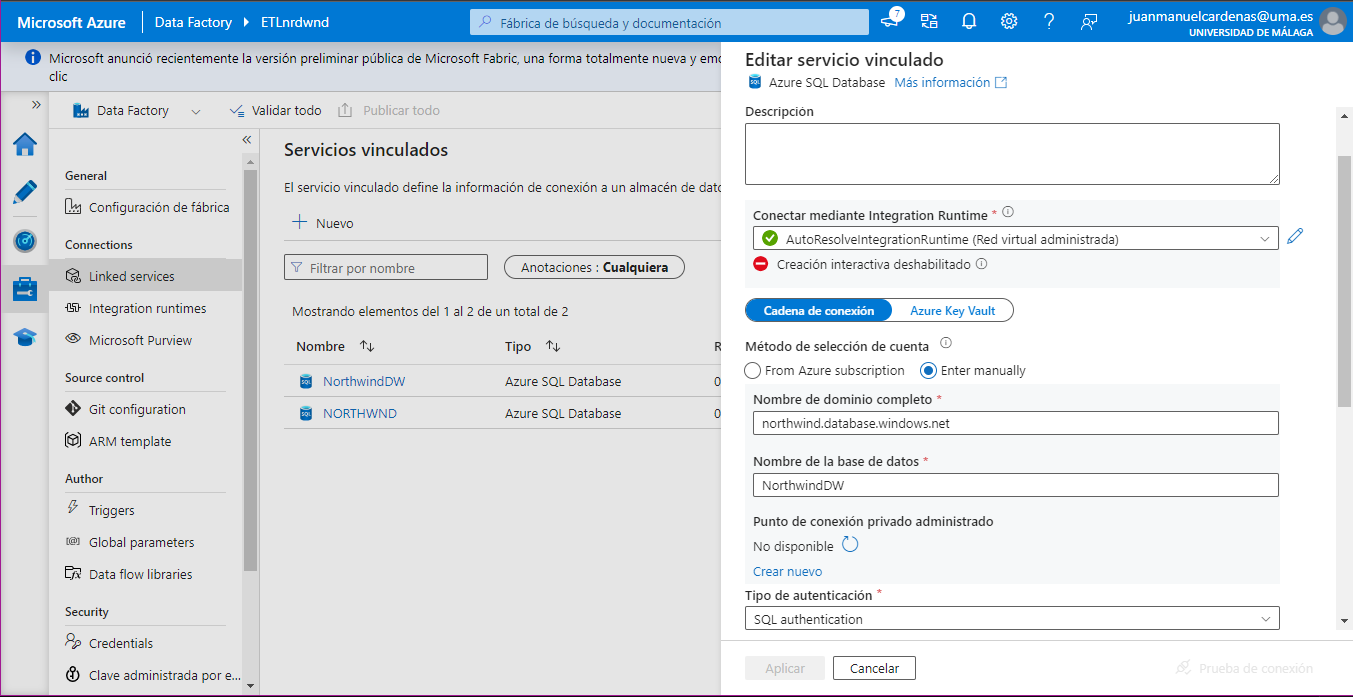 Microsoft Azure
Data Factory
ETLnrdwnd
Fábrica de búsqueda y documentación
7
juanmanuelcardenas@uma.es
UNIVERSIDAD DE MÁLAGA
Microsoft anunció recientemente la versión preliminar pública de Microsoft Fabric, una forma totalmente nueva y emo
clic
Data Factory
Validar todo
Publicar todo
General
Configuración de fábrica
Connections
Linked services
Integration runtimes
Microsoft Purview
Source control
Git configuration
ARM template
Author
Triggers
Global parameters
Data flow libraries
Security
Credentials
Clave administrada por e...
Servicios vinculados
El servicio vinculado define la información de conexión a un almacén de dato
Nuevo
Filtrar por nombre
Anotaciones : Cualquiera
Mostrando elementos del 1 al 2 de un total de 2
Nombre Tipo R
NorthwindDW Azure SQL Database 0
NORTHWND Azure SQL Database 0
Editar servicio vinculado
Azure SQL Database Más información
Descripción
Conectar mediante Integration Runtime *
AutoResolveIntegrationRuntime (Red virtual administrada)
Creación interactiva deshabilitado
Cadena de conexión Azure Key Vault
Método de selección de cuenta
From Azure subscription Enter manually
Nombre de dominio completo *
northwind.database.windows.net
Nombre de la base de datos *
NorthwindDW
Punto de conexión privado administrado
No disponible
Crear nuevo
Tipo de autenticación *
SQL authentication
Aplicar
Cancelar
Prueba de conexión